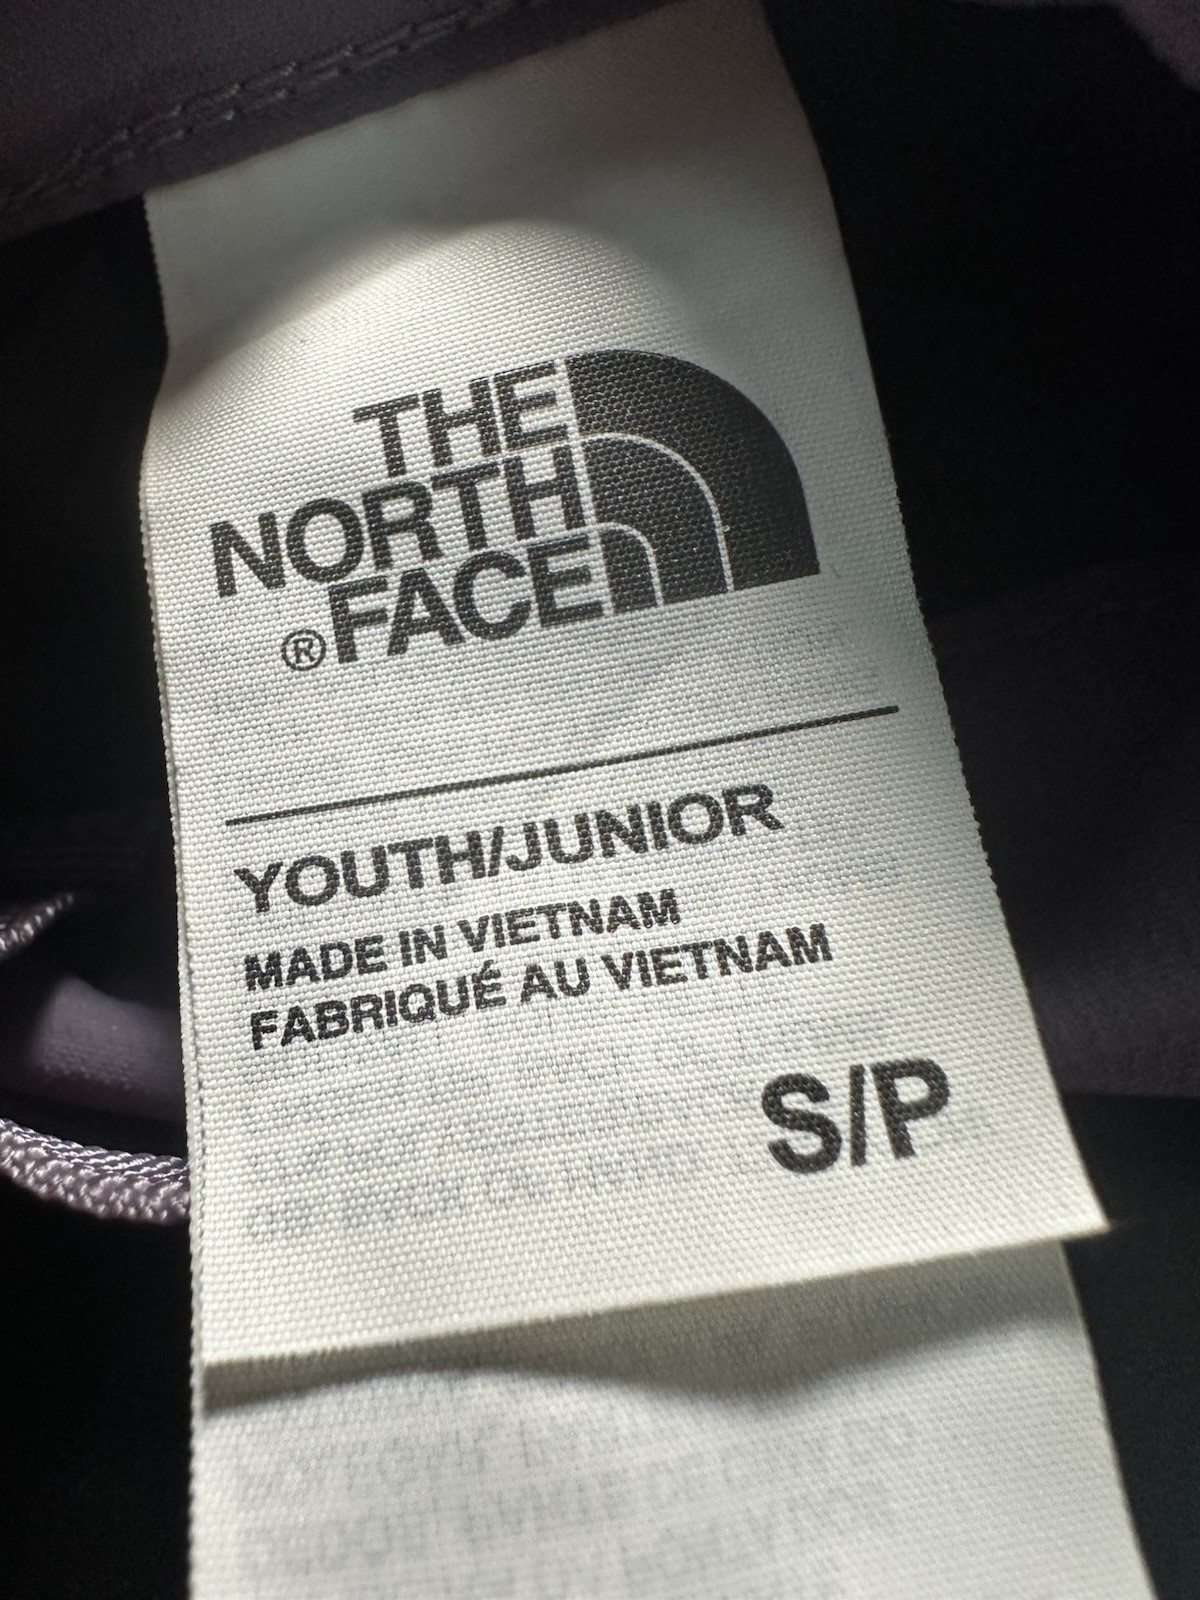 THE
NORTH
®FACE
YOUTH/JUNIOR
MADE IN VIETNAM
FABRIQUÉ AU VIETNAM
S/P